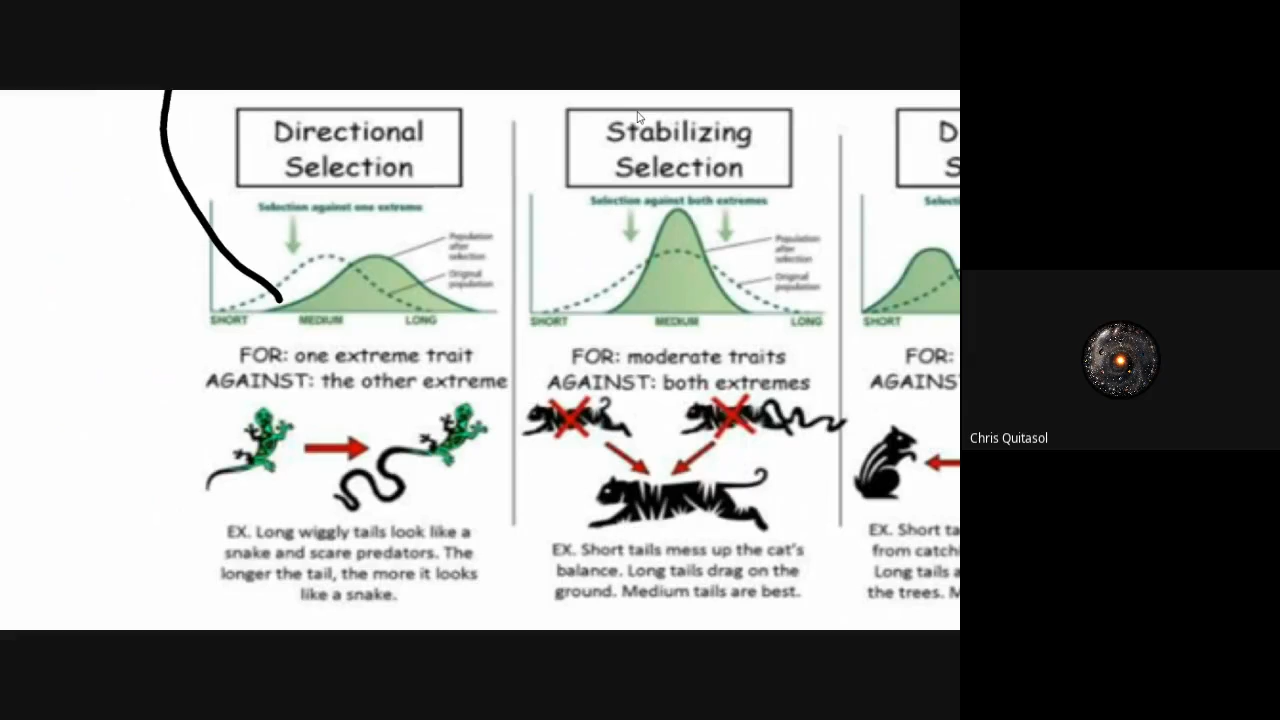 Directional
Selection
Selection against one extreme
Population
after
selection
Original
population
SHORT
MEDIUM
LONG
FOR: one extreme trait
AGAINST: the other extreme
EX. Long wiggly tails look like a
snake and scare predators. The
longer the tail, the more it looks
like a snake.
Stabilizing
Selection
Selection against both extremes
Population
after
selection
Original
population
SHORT
MEDIUM
LONG
FOR: moderate traits
AGAINST: both extremes
EX. Short tails mess up the cat's
balance. Long tails drag on the
ground. Medium tails are best.
D
S
Selecti
SHORT
FOR:
AGAINST
EX. Short ta
from catch
Long tails a
the trees. M
Chris Quitasol